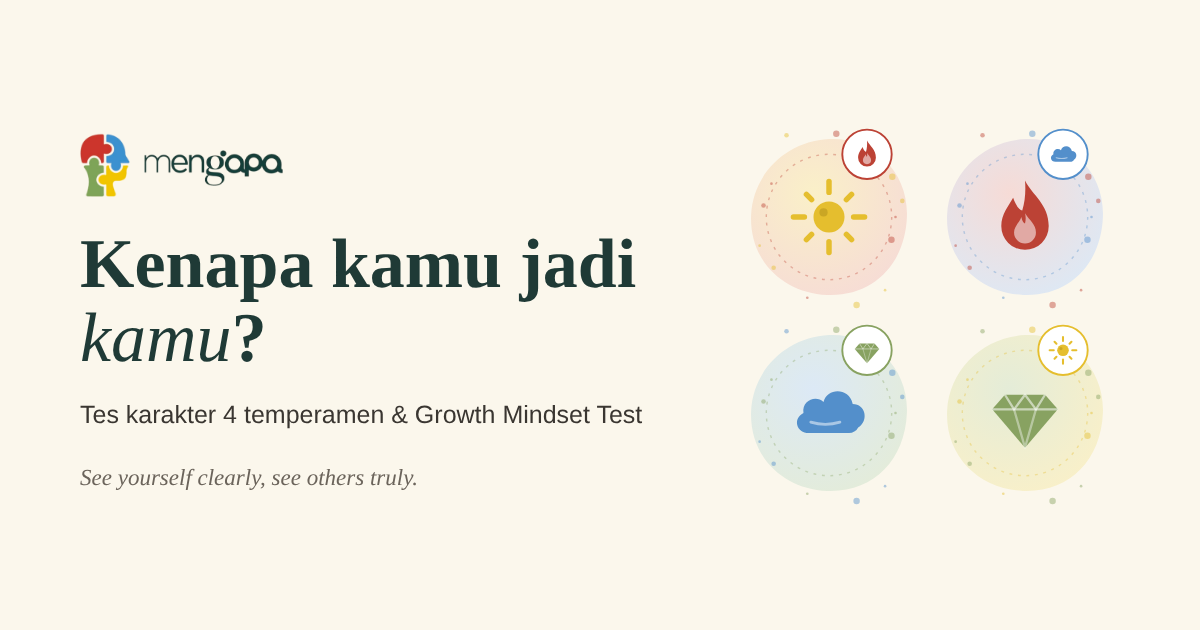 mengapa
Kenapa kamu jadi
kamu?
Tes karakter 4 temperamen & Growth Mindset Test
See yourself clearly, see others truly.